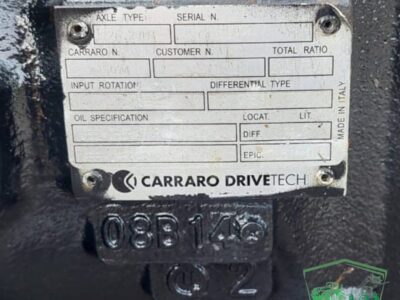 AXLE TYPE SERIAL N.
CARRARO N. CUSTOMER N. TOTAL RATIO
INPUT ROTATION DIFFERENTIAL TYPE
OIL SPECIFICATION LOCAT. LIT.
DIFF.
EPIC.
MADE IN ITALY
CARRARO DRIVETECH
08B14
2